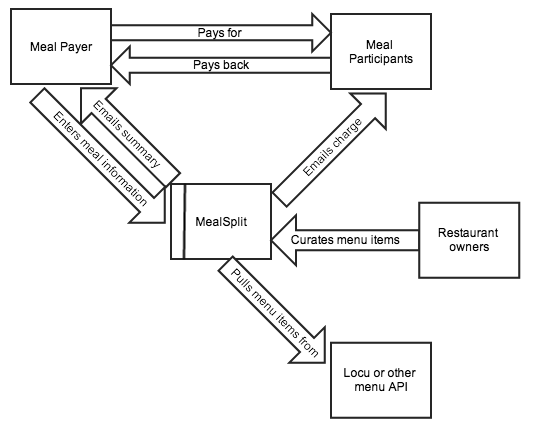 Meal Payer
Pays for
Meal
Participants
Pays back
Emails summary
Enters meal information
Emails charge
MealSplit
Curates menu items
Restaurant
owners
Pulls menu items from
Locu or other
menu API